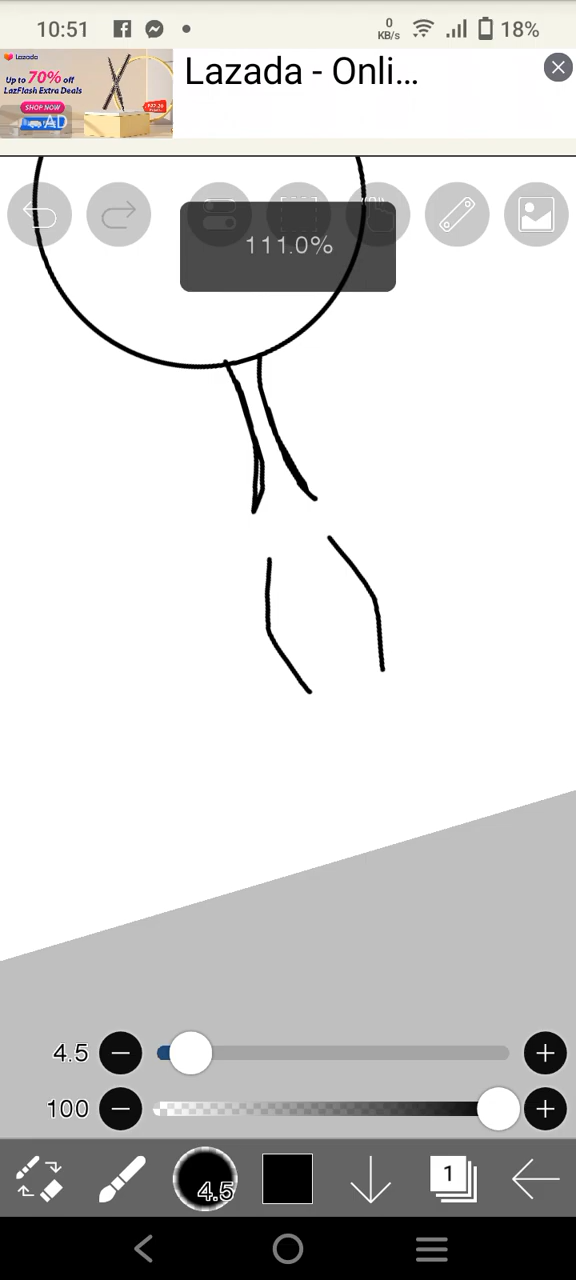 10:51
0
KB/s
18%
Lazada
Up to 70% off
LazFlash Extra Deals
SHOP NOW
AD
Lazada - Onli...
111.0%
4.5
100
4.5
1